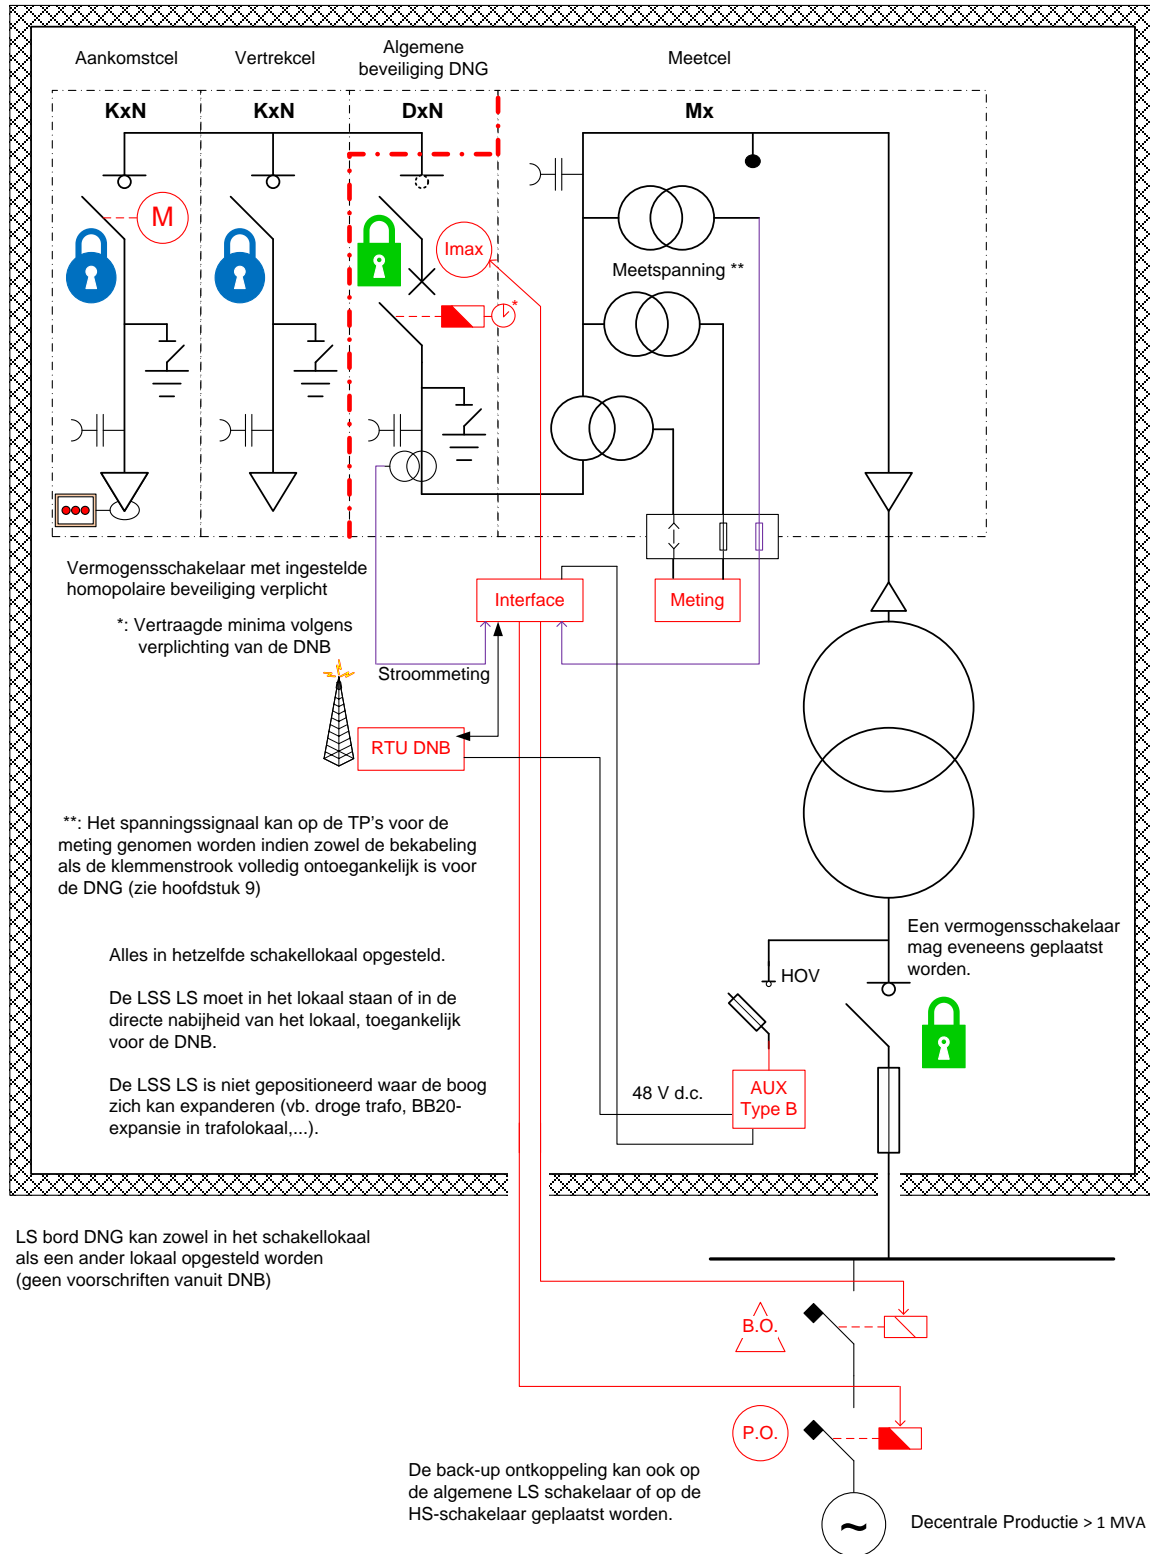 Aankomstcel
Vertrekcel
Algemene
beveiliging DNG
Meetcel
KxN
KxN
DxN
Mx
M
Imax
*
Meetspanning **
Vermogensschakelaar met ingestelde
homopolaire beveiliging verplicht
*: Vertraagde minima volgens
verplichting van de DNB
Interface
Meting
Stroommeting
RTU DNB
**: Het spanningssignaal kan op de TP's voor de
meting genomen worden indien zowel de bekabeling
als de klemmenstrook volledig ontoegankelijk is voor
de DNG (zie hoofdstuk 9)
Alles in hetzelfde schakellokaal opgesteld.
De LSS LS moet in het lokaal staan of in de
directe nabijheid van het lokaal, toegankelijk
voor de DNB.
De LSS LS is niet gepositioneerd waar de boog
zich kan expanderen (vb. droge trafo, BB20-
expansie in trafolokaal,...).
Een vermogensschakelaar
mag eveneens geplaatst
worden.
HOV
48 V d.c.
AUX
Type B
LS bord DNG kan zowel in het schakellokaal
als een ander lokaal opgesteld worden
(geen voorschriften vanuit DNB)
B.O.
P.O.
De back-up ontkoppeling kan ook op
de algemene LS schakelaar of op de
HS-schakelaar geplaatst worden.
~
Decentrale Productie > 1 MVA